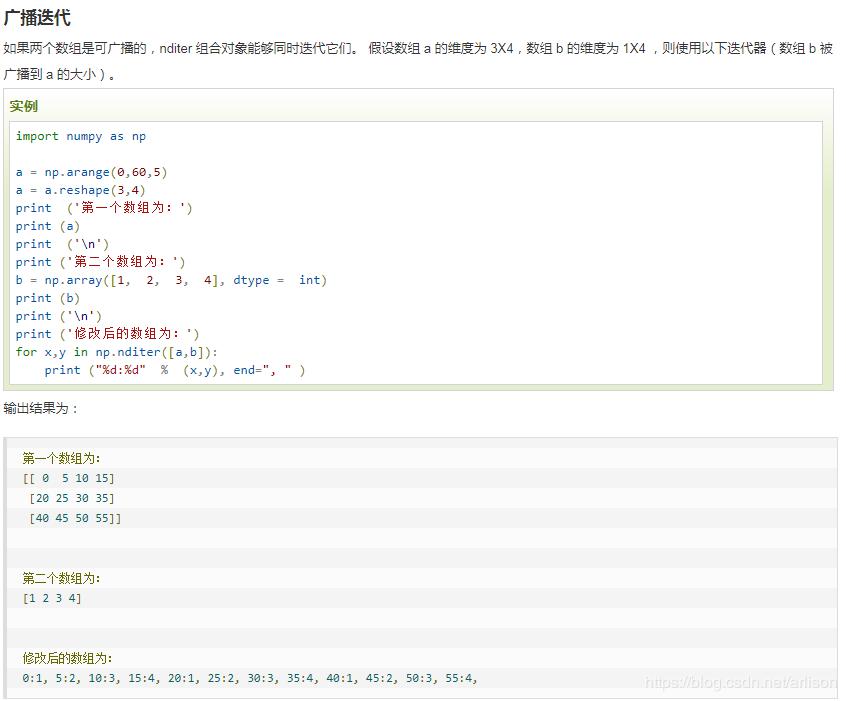 广播迭代
如果两个数组是可广播的，nditer 组合对象能够同时迭代它们。 假设数组 a 的维度为 3X4，数组 b 的维度为 1X4 ，则使用以下迭代器（数组 b 被
广播到 a 的大小）。
实例
import numpy as np
a = np.arange(0,60,5)
a = a.reshape(3,4)
print  ('第一个数组为：')
print (a)
print  ('\n')
print ('第二个数组为：')
b = np.array([1,  2,  3,  4], dtype =  int)
print (b)
print ('\n')
print ('修改后的数组为：')
for x,y in np.nditer([a,b]):
    print ("%d:%d"  %  (x,y), end=", " )
输出结果为：
第一个数组为：
[[ 0  5 10 15]
 [20 25 30 35]
 [40 45 50 55]]
第二个数组为：
[1 2 3 4]
修改后的数组为：
0:1, 5:2, 10:3, 15:4, 20:1, 25:2, 30:3, 35:4, 40:1, 45:2, 50:3, 55:4,
https://blog.csdn.net/arlison